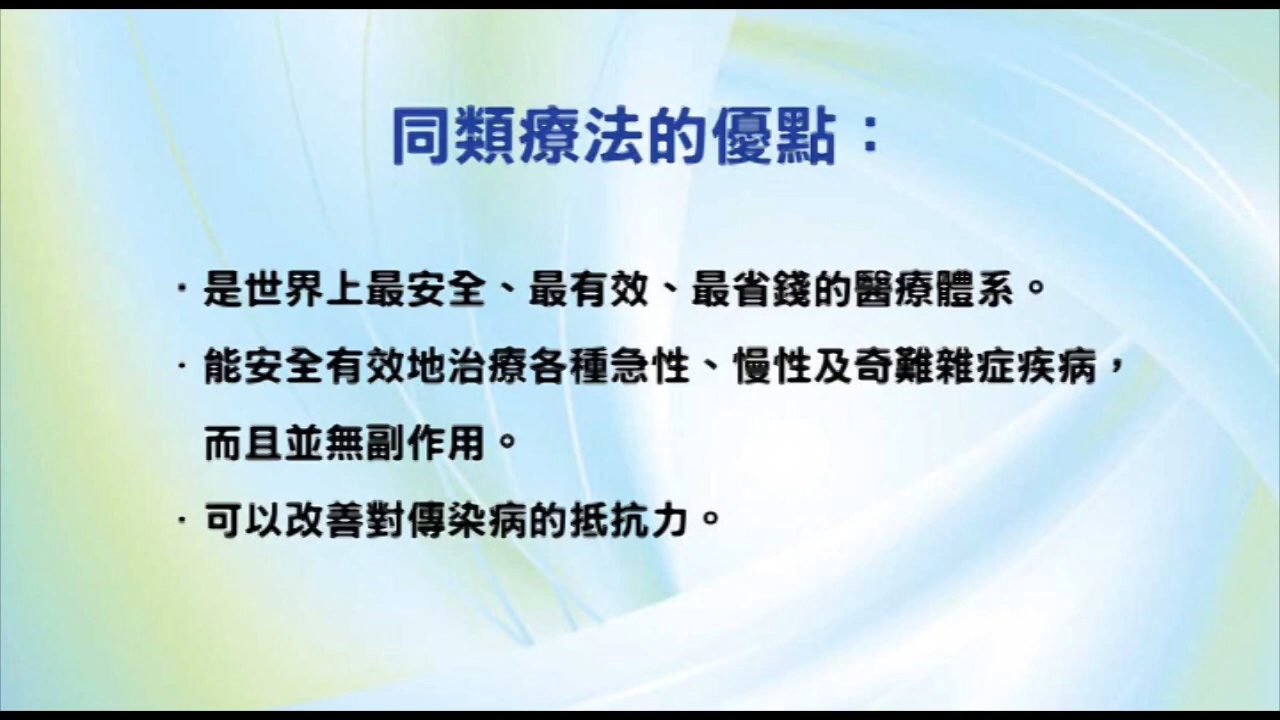 同類療法的優點：
·是世界上最安全、最有效、最省錢的醫療體系。
·能安全有效地治療各種急性、慢性及奇難雜症疾病，
而且並無副作用。
·可以改善對傳染病的抵抗力。